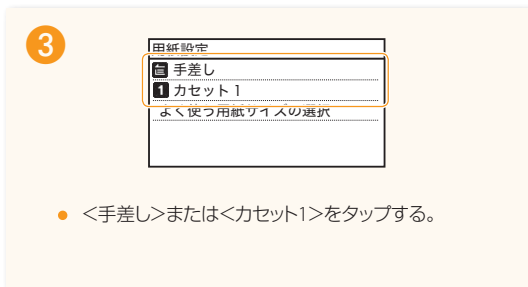 3
用紙設定
手差し
1 カセット 1
よく使う用紙サイズの選択
● <手差し>または<カセット1>をタップする。